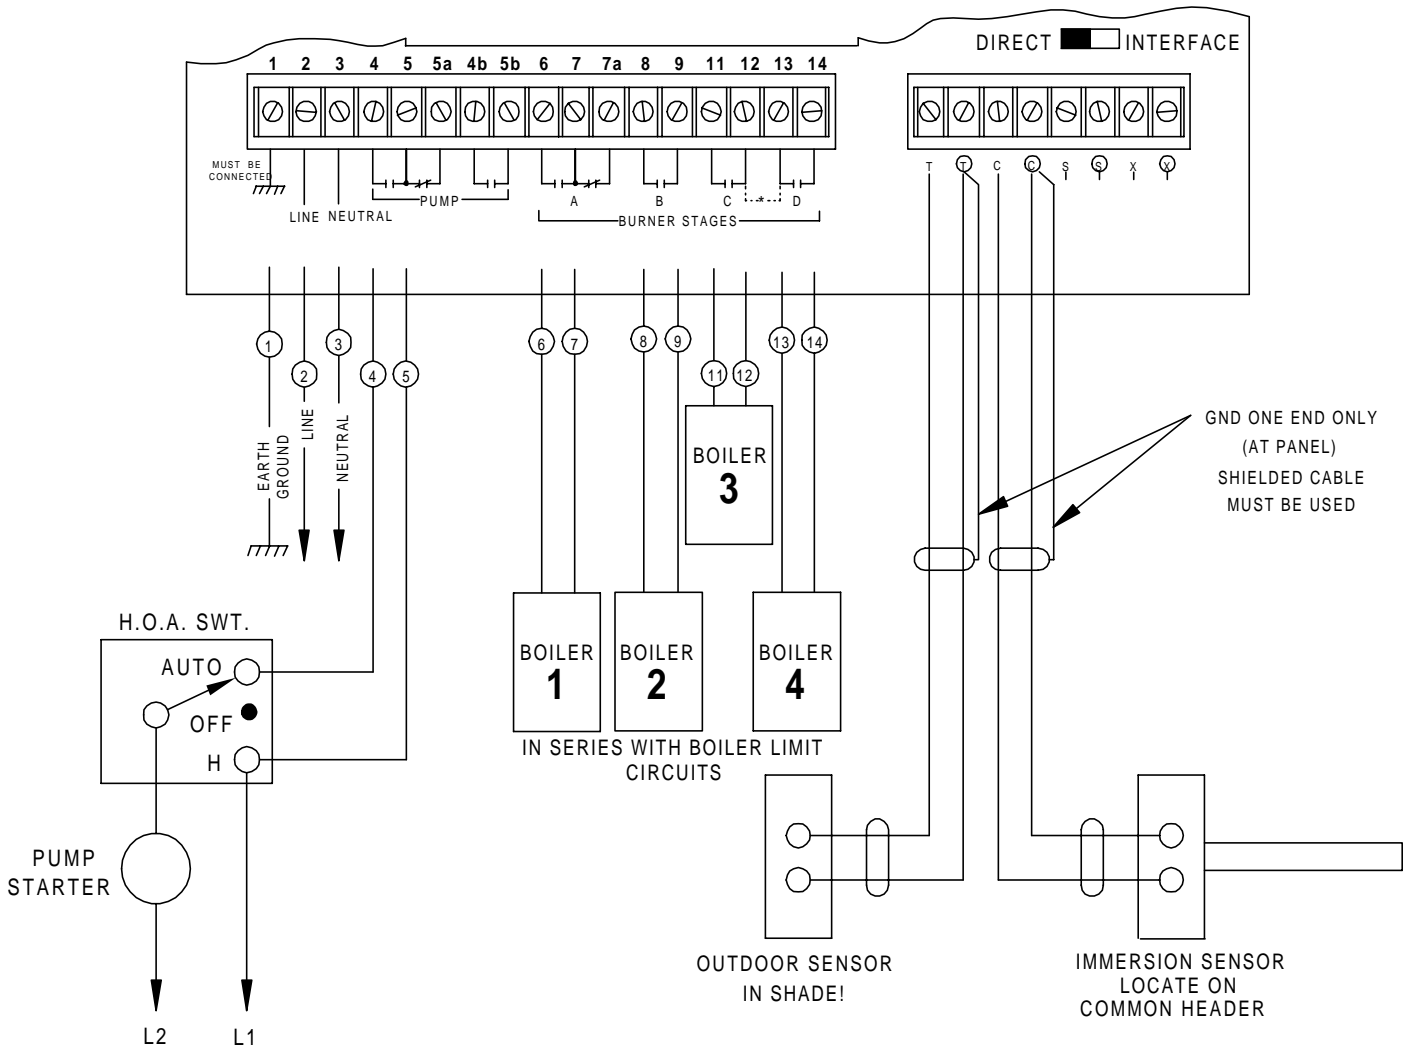 DIRECT INTERFACE
1 2 3 4 5 5a 4b 5b 6 7 7a 8 9 11 12 13 14
MUST BE
CONNECTED
T T C C S S X X
LINE NEUTRAL
PUMP
A B C * D
BURNER STAGES
1 2 3 4 5 6 7 8 9 11 12 13 14
EARTH
GROUND
LINE
NEUTRAL
BOILER
3
GND ONE END ONLY
(AT PANEL)
SHIELDED CABLE
MUST BE USED
H.O.A. SWT.
AUTO
OFF
H
BOILER
1
BOILER
2
BOILER
4
IN SERIES WITH BOILER LIMIT
CIRCUITS
PUMP
STARTER
L2 L1
OUTDOOR SENSOR
IN SHADE!
IMMERSION SENSOR
LOCATE ON
COMMON HEADER